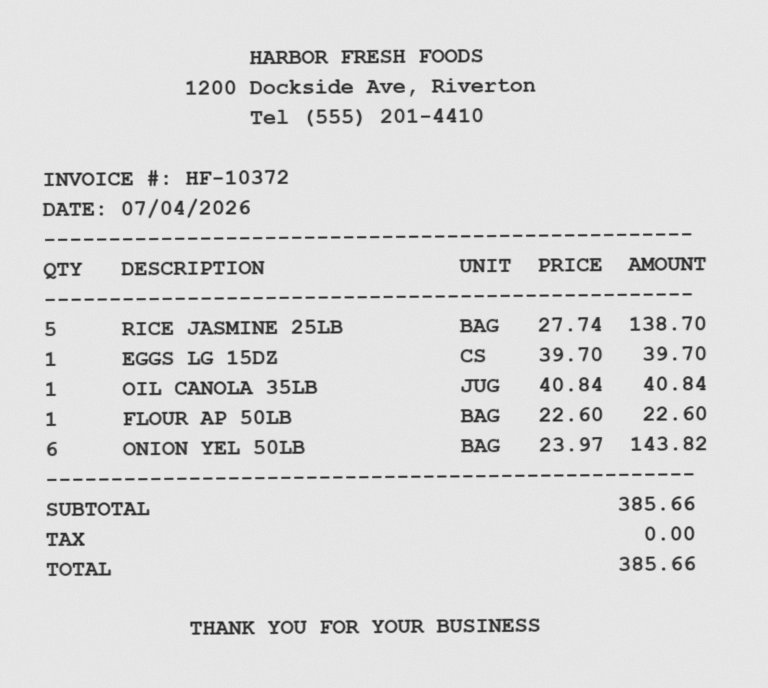 HARBOR FRESH FOODS
1200 Dockside Ave, Riverton
Tel (555) 201-4410
INVOICE #: HF-10372
DATE: 07/04/2026
--------------------------------------------------
QTY DESCRIPTION UNIT PRICE AMOUNT
--------------------------------------------------
5 RICE JASMINE 25LB BAG 27.74 138.70
1 EGGS LG 15DZ CS 39.70 39.70
1 OIL CANOLA 35LB JUG 40.84 40.84
1 FLOUR AP 50LB BAG 22.60 22.60
6 ONION YEL 50LB BAG 23.97 143.82
--------------------------------------------------
SUBTOTAL 385.66
TAX 0.00
TOTAL 385.66
THANK YOU FOR YOUR BUSINESS